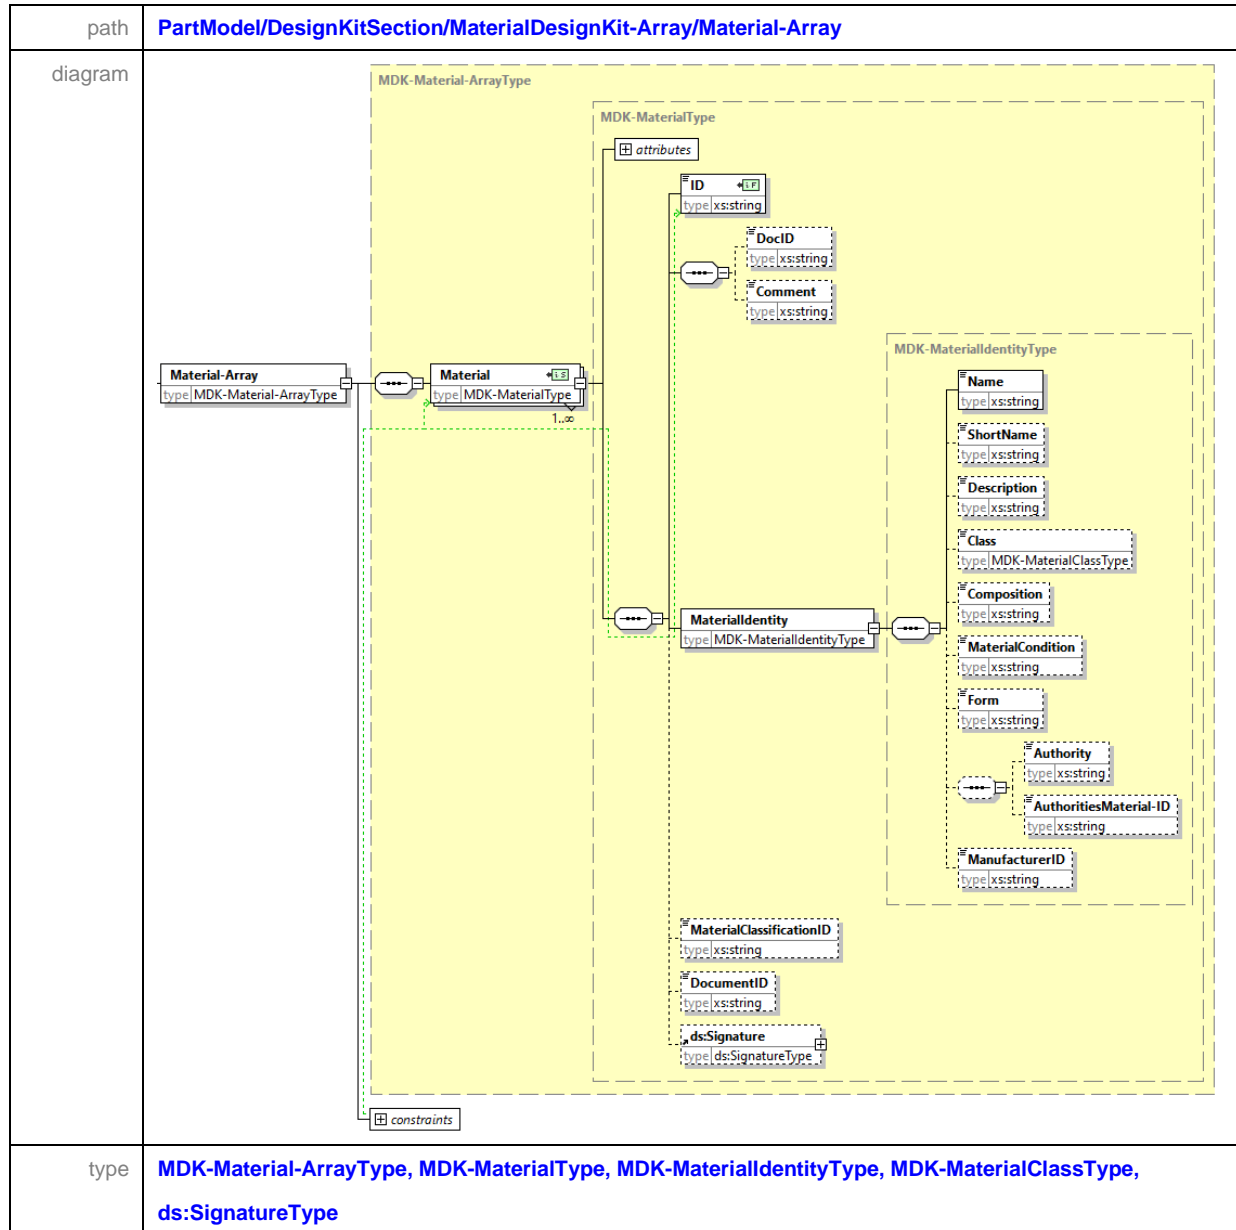 path
PartModel/DesignKitSection/MaterialDesignKit-Array/Material-Array
diagram
MDK-Material-ArrayType
MDK-MaterialType
attributes
ID
type xs:string
DocID
type xs:string
Comment
type xs:string
MDK-MaterialIdentityType
Material-Array
type MDK-Material-ArrayType
Material
type MDK-MaterialType
1..∞
Name
type xs:string
ShortName
type xs:string
Description
type xs:string
Class
type MDK-MaterialClassType
Composition
type xs:string
MaterialIdentity
type MDK-MaterialIdentityType
MaterialCondition
type xs:string
Form
type xs:string
Authority
type xs:string
AuthoritiesMaterial-ID
type xs:string
ManufacturerID
type xs:string
MaterialClassificationID
type xs:string
DocumentID
type xs:string
ds:Signature
type ds:SignatureType
constraints
type
MDK-Material-ArrayType, MDK-MaterialType, MDK-MaterialIdentityType, MDK-MaterialClassType,
ds:SignatureType